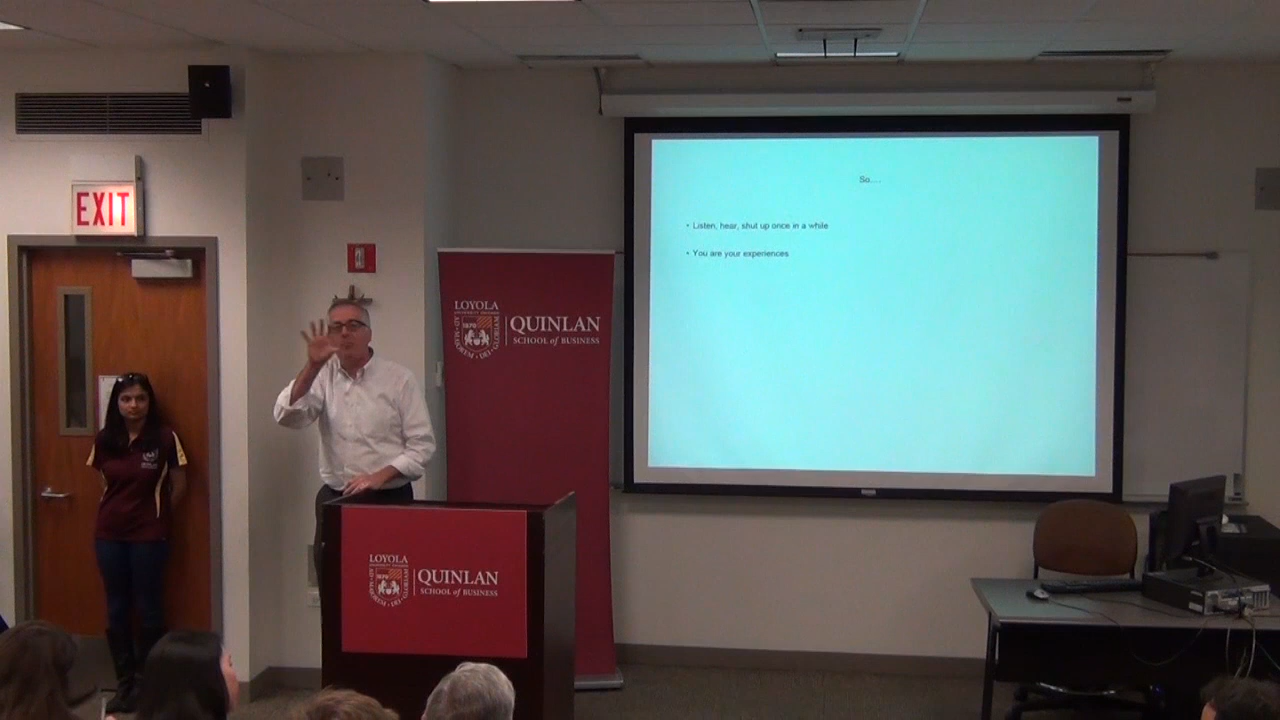 EXIT
LOYOLA
QUINLAN
SCHOOL of BUSINESS
So....
• Listen, hear, shut up once in a while
• You are your experiences
LOYOLA
QUINLAN
SCHOOL of BUSINESS